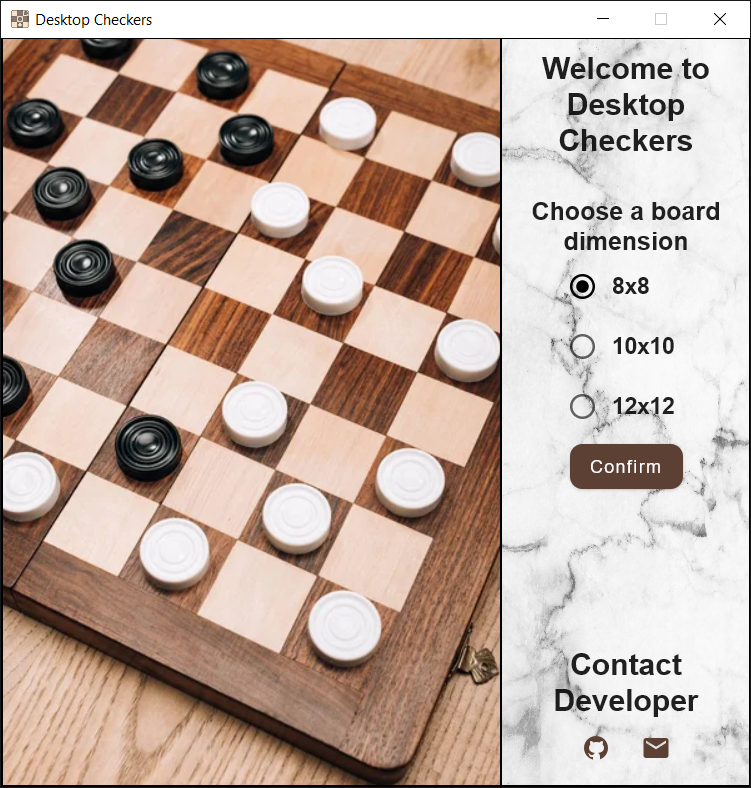 Desktop Checkers
Welcome to
Desktop
Checkers
Choose a board
dimension
8x8
10x10
12x12
Confirm
Contact
Developer